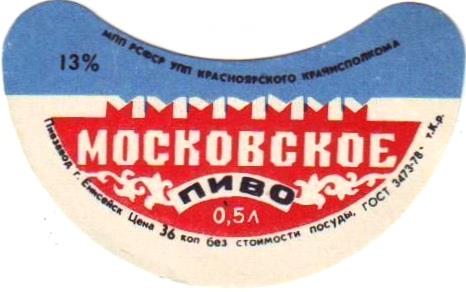 МПП РСФСР УПП КРАСНОЯРСКОГО КРАЙИСПОЛКОМА
13%
МОСКОВСКОЕ
ПИВО
0,5 л
Пивзавод г. Енисейск Цена 36 коп без стоимости посуды. ГОСТ 3473-78 т.К.р.